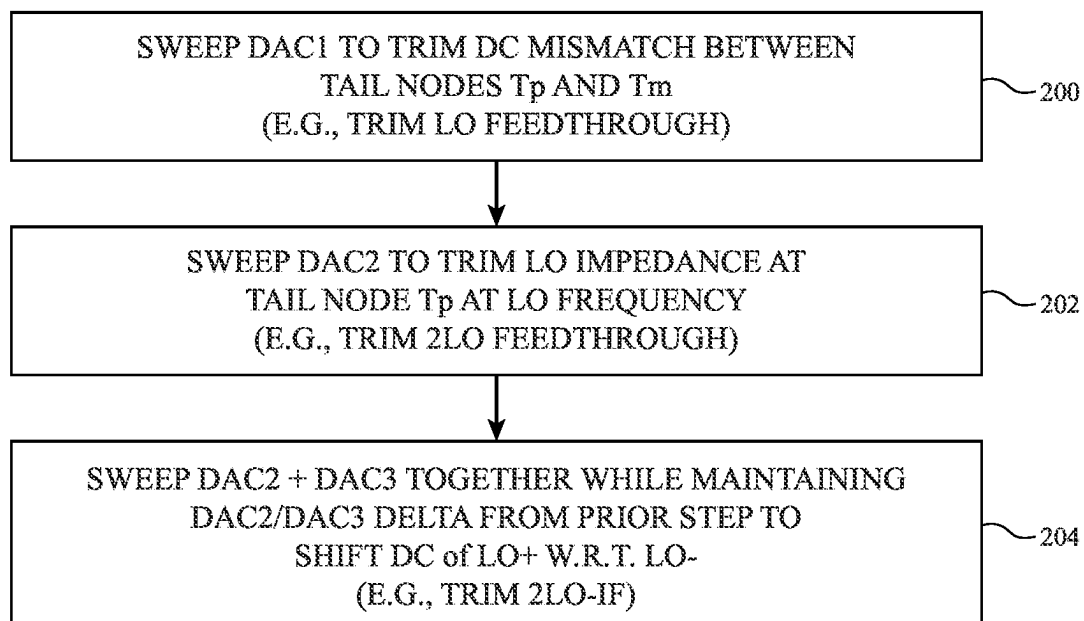 SWEEP DAC1 TO TRIM DC MISMATCH BETWEEN
TAIL NODES Tp AND Tm
(E.G., TRIM LO FEEDTHROUGH)
200
SWEEP DAC2 TO TRIM LO IMPEDANCE AT
TAIL NODE Tp AT LO FREQUENCY
(E.G., TRIM 2LO FEEDTHROUGH)
202
SWEEP DAC2 + DAC3 TOGETHER WHILE MAINTAINING
DAC2/DAC3 DELTA FROM PRIOR STEP TO
SHIFT DC of LO+ W.R.T. LO-
(E.G., TRIM 2LO-IF)
204